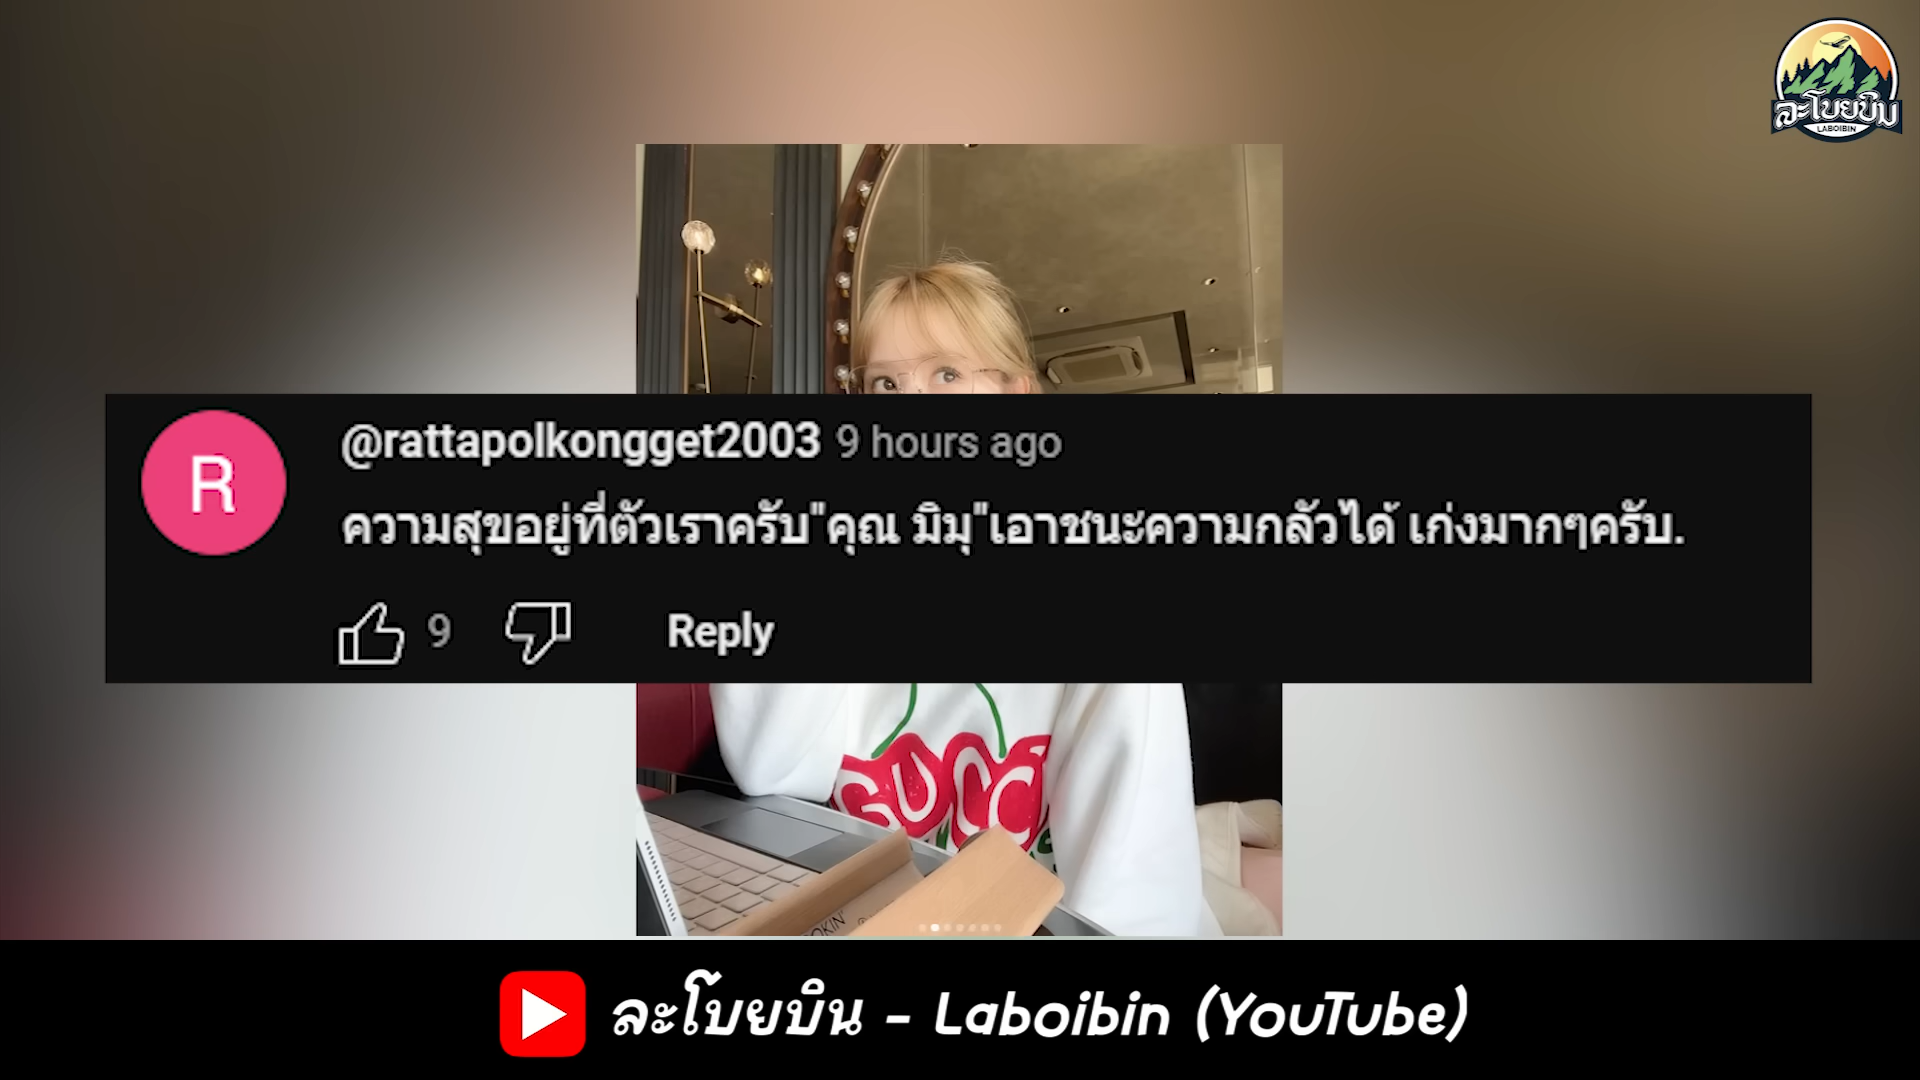 ละโบยบิน
LABOIBIN
R
@rattapolkongget2003 9 hours ago
ความสุขอยู่ที่ตัวเราครับ"คุณ มิมุ"เอาชนะความกลัวได้ เก่งมากๆครับ.
9
Reply
GUCCI
ละโบยบิน - Laboibin (YouTube)